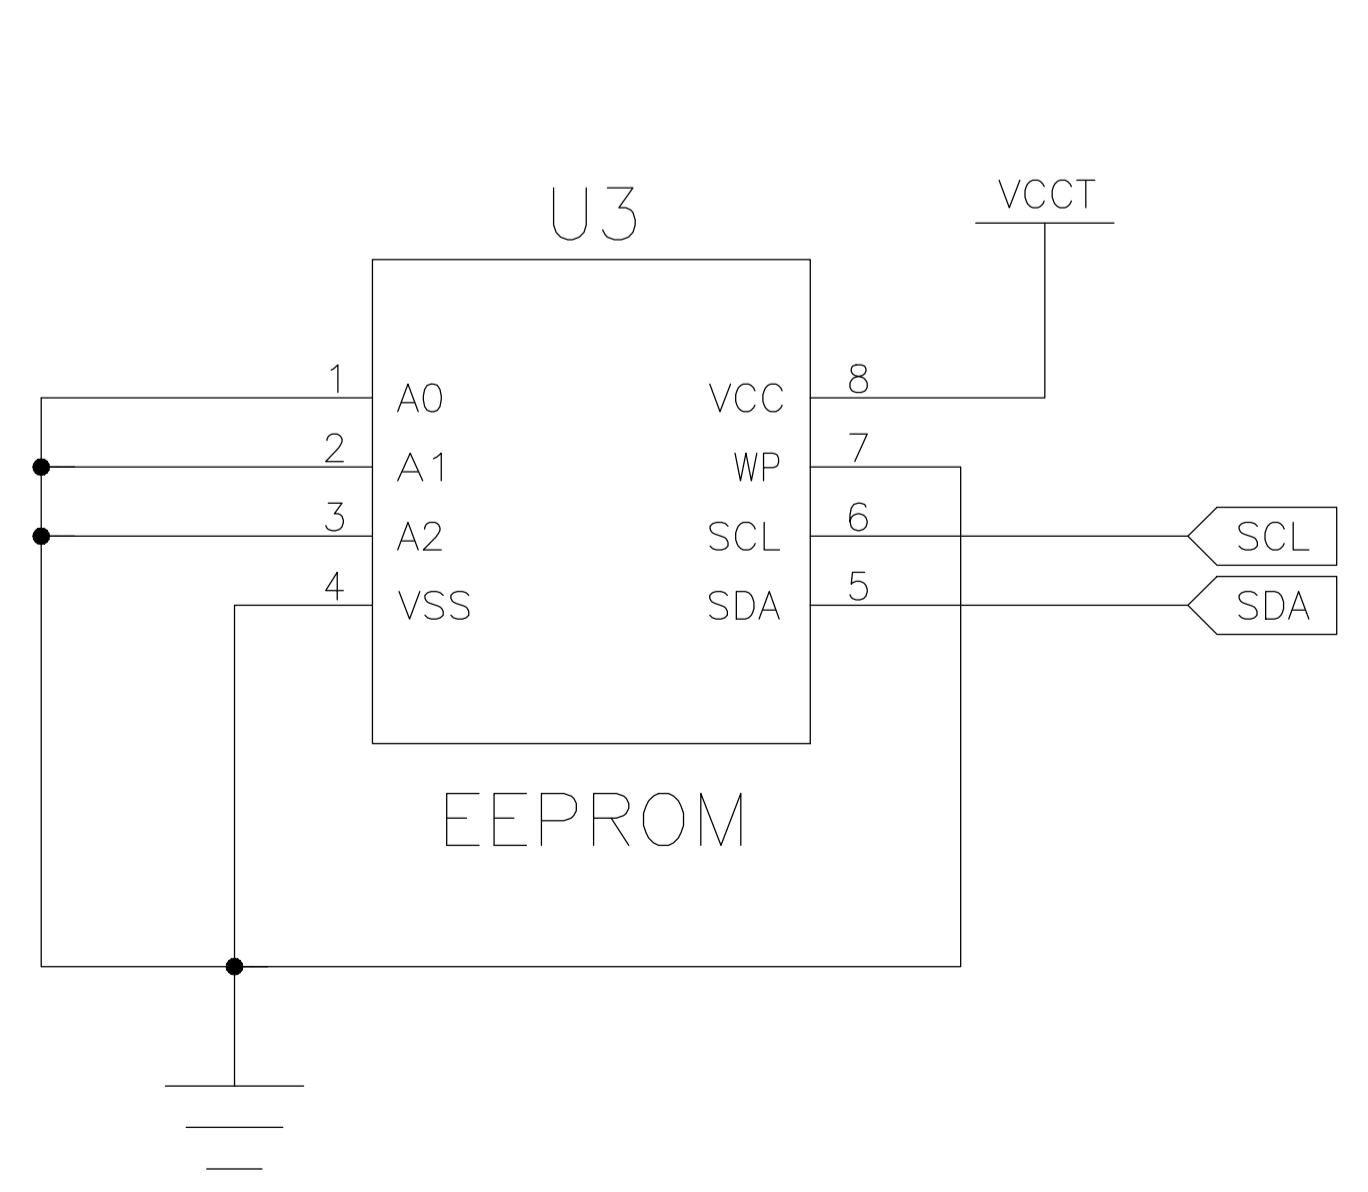 VCCT
U3
1 A0 VCC 8
2 A1 WP 7
3 A2 SCL 6 SCL
4 VSS SDA 5 SDA
EEPROM